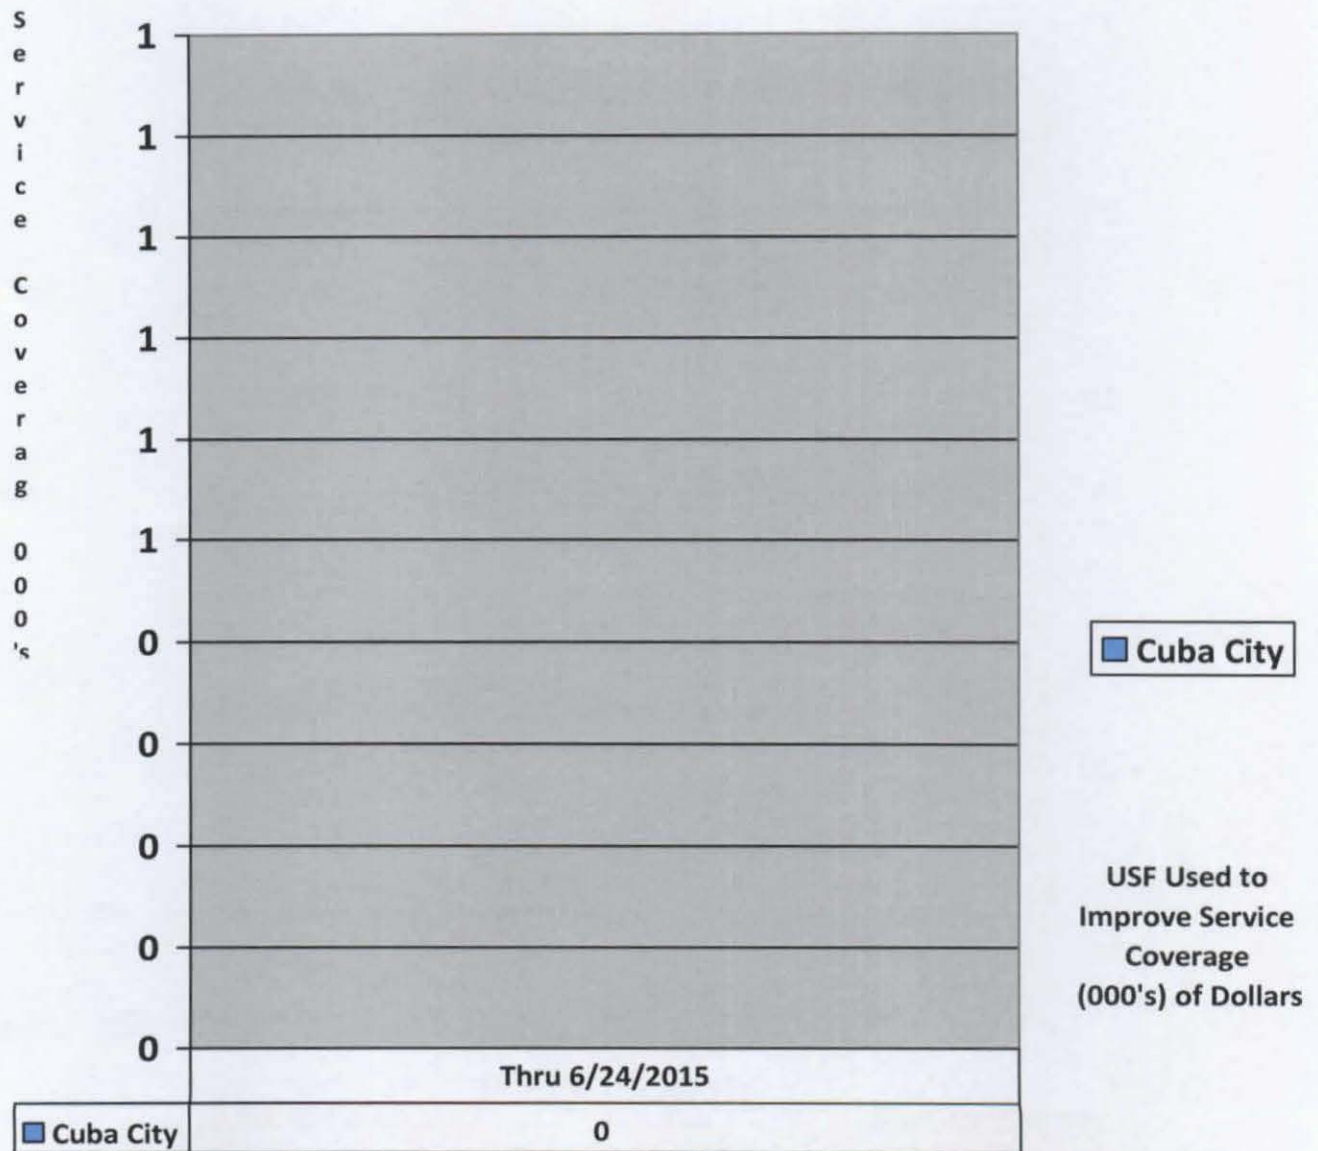 Service Coverag 000's
1
1
1
1
1
1
0
0
0
0
0
Cuba City
USF Used to
Improve Service
Coverage
(000's) of Dollars
Thru 6/24/2015
Cuba City 0